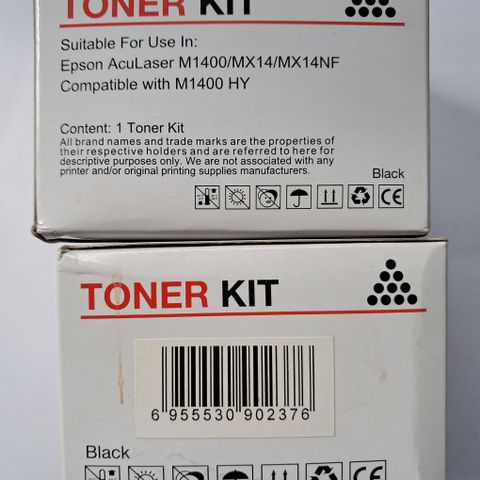 TONER KIT
Suitable For Use In:
Epson AcuLaser M1400/MX14/MX14NF
Compatible with M1400 HY
Content: 1 Toner Kit
All brand names and trade marks are the properties of
their respective holders and are referred to here for
descriptive purposes only. We are not associated with any
printer and/or original printing supplies manufacturers.
Black
CE
TONER KIT
6 955530 902376
Black
CE